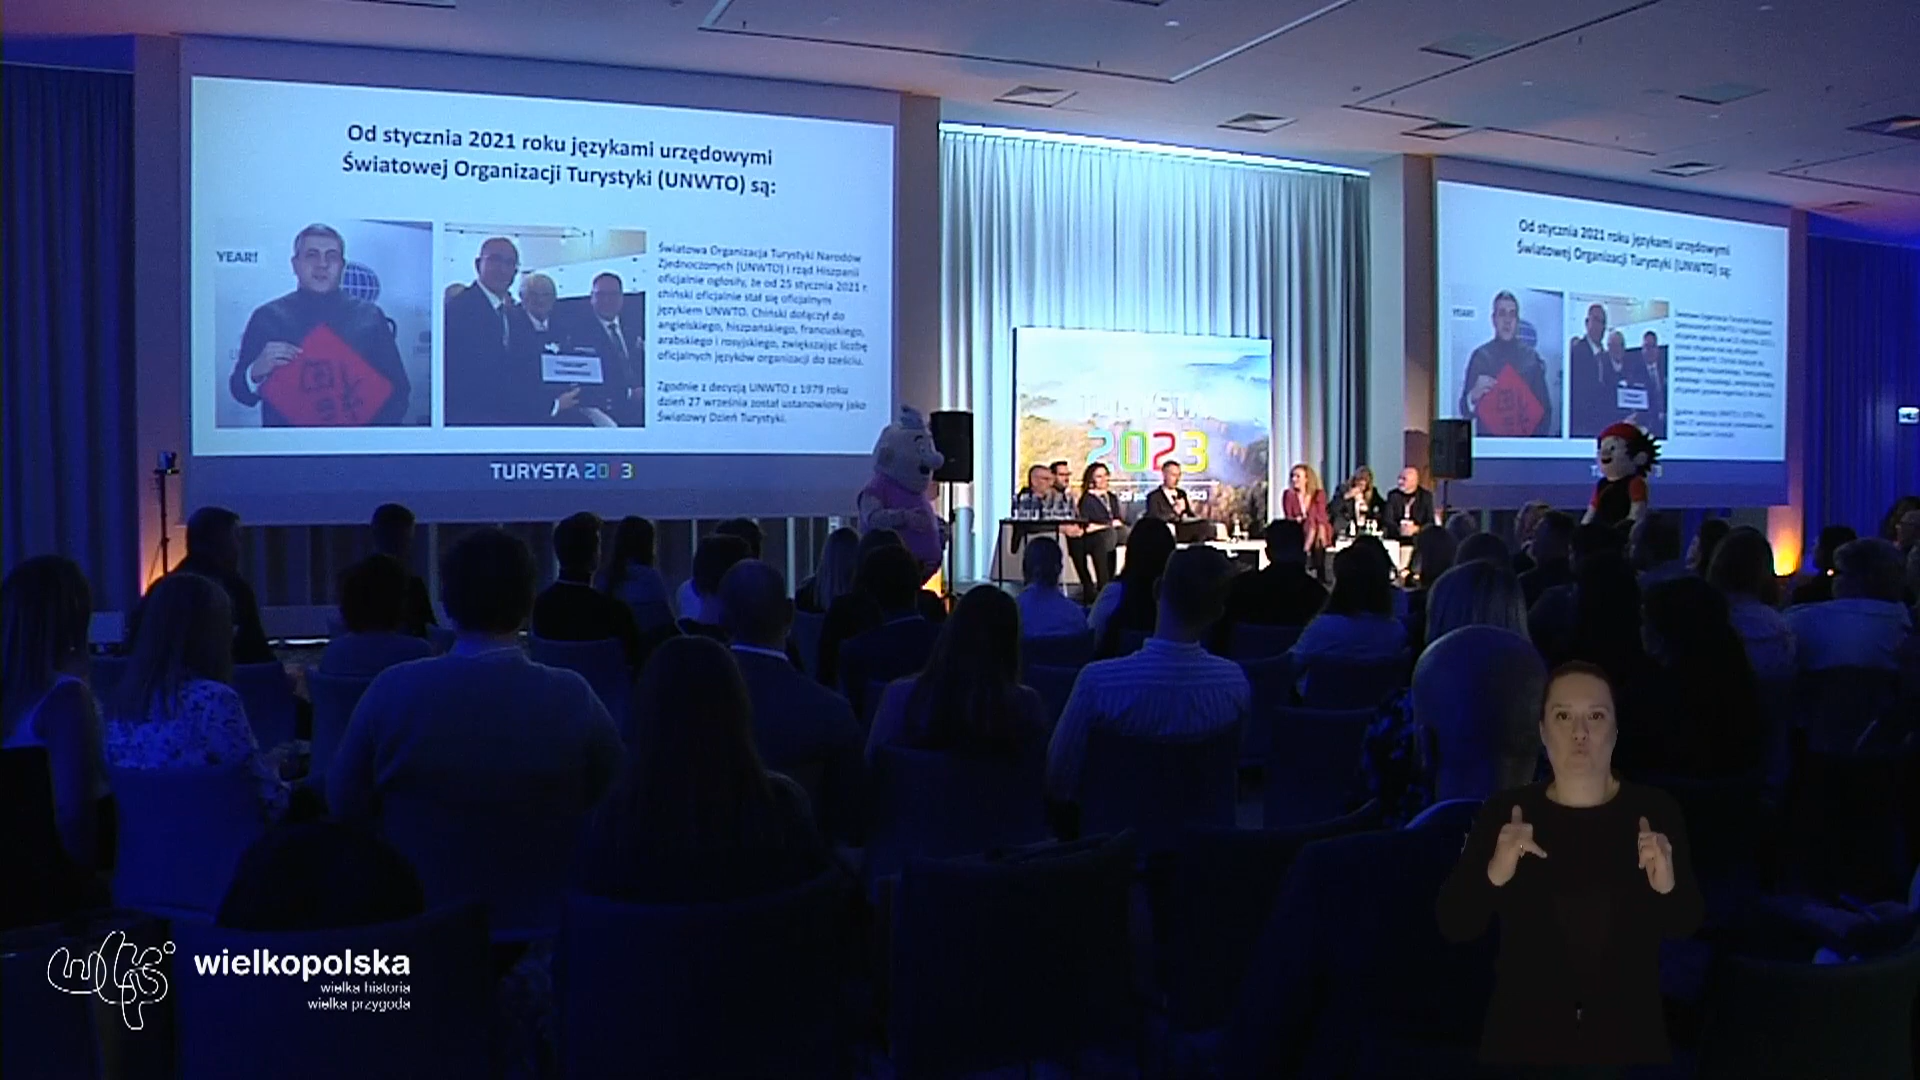 Od stycznia 2021 roku językami urzędowymi
Światowej Organizacji Turystyki (UNWTO) są:
YEAR!
Światowa Organizacja Turystyki Narodów
Zjednoczonych (UNWTO) i rząd Hiszpanii
oficjalnie ogłosiły, że od 25 stycznia 2021 r.
chiński oficjalnie stał się oficjalnym
językiem UNWTO. Chiński dołączył do
angielskiego, hiszpańskiego, francuskiego,
arabskiego i rosyjskiego, zwiększając liczbę
oficjalnych języków organizacji do sześciu.
Zgodnie z decyzją UNWTO z 1979 roku
dzień 27 września został ustanowiony jako
Światowy Dzień Turystyki.
TURYSTA 2023
TURYSTA
2023
Od stycznia 2021 roku językami urzędowymi
Światowej Organizacji Turystyki (UNWTO) są:
YEAR!
wielkopolska
wielka historia
wielka przygoda